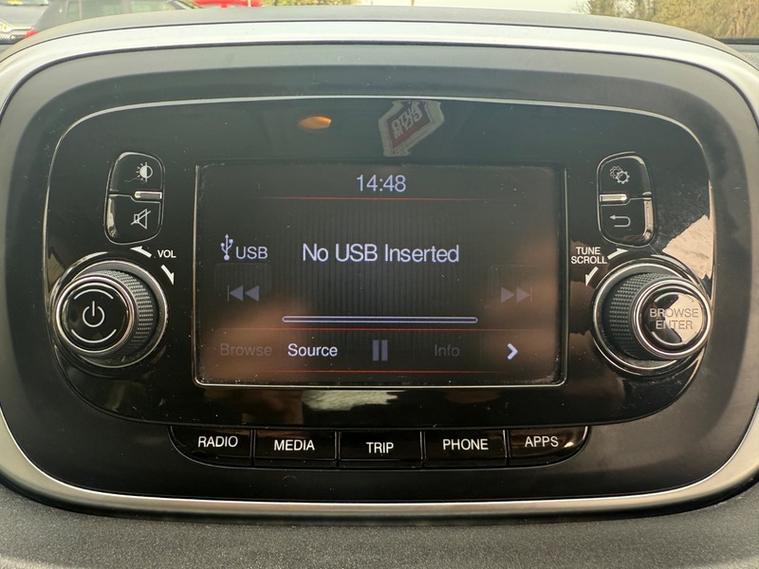 14:48
USB
No USB Inserted
Browse
Source
Info
VOL
TUNE
SCROLL
BROWSE
ENTER
RADIO
MEDIA
TRIP
PHONE
APPS